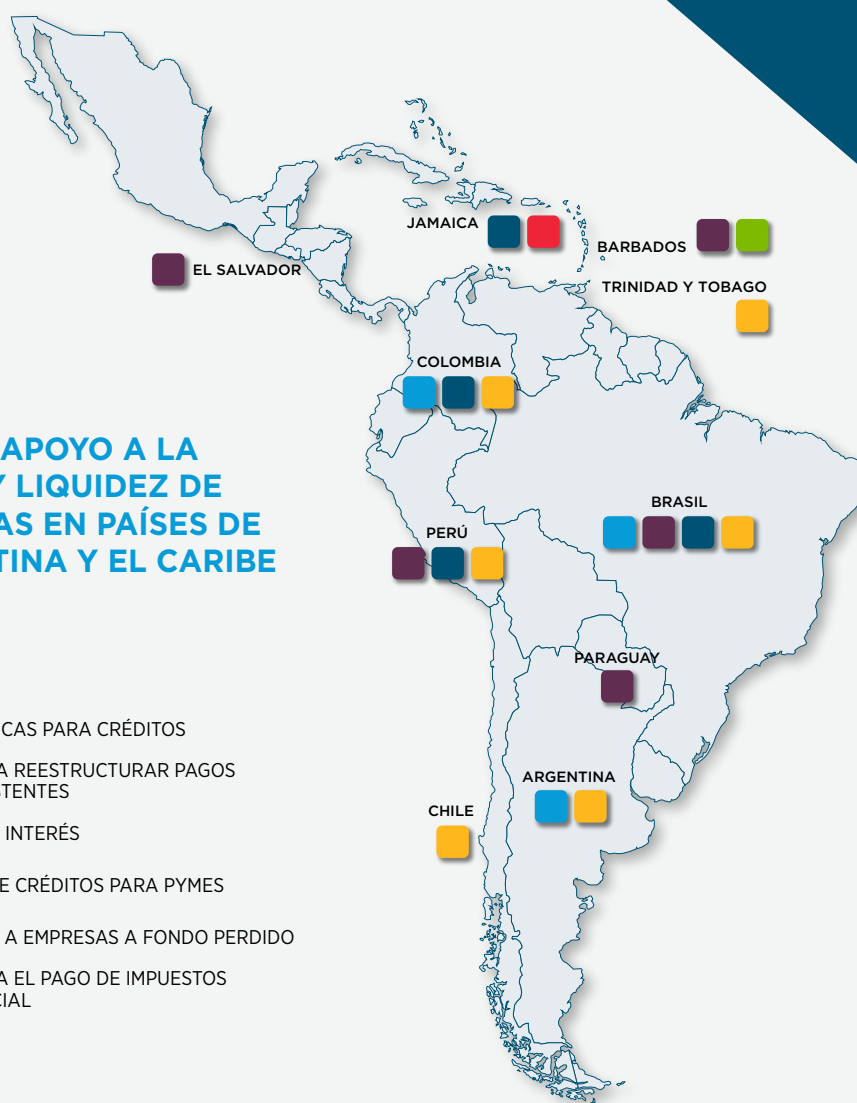 JAMAICA
BARBADOS
EL SALVADOR
TRINIDAD Y TOBAGO
COLOMBIA
APOYO A LA
Y LIQUIDEZ DE
AS EN PAÍSES DE
TINA Y EL CARIBE
BRASIL
PERÚ
PARAGUAY
CAS PARA CRÉDITOS
A REESTRUCTURAR PAGOS
STENTES
ARGENTINA
CHILE
INTERÉS
E CRÉDITOS PARA PYMES
A EMPRESAS A FONDO PERDIDO
A EL PAGO DE IMPUESTOS
CIAL